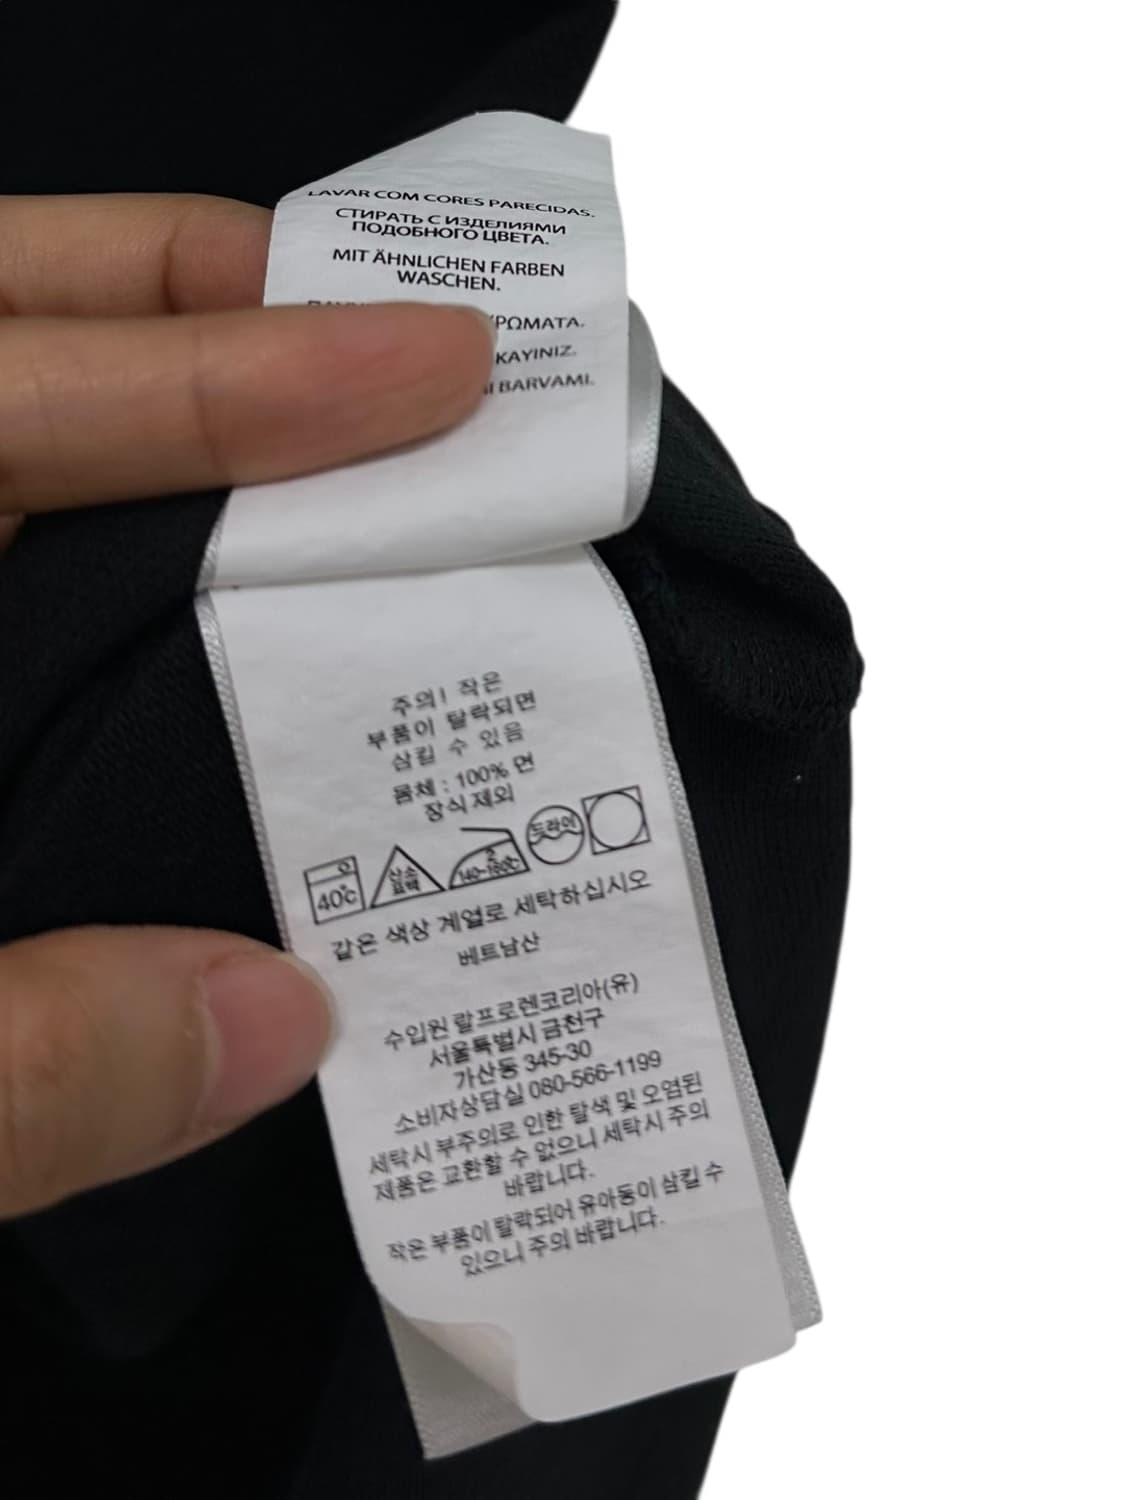 LAVAR COM CORES PARECIDAS.
СТИРАТЬ С ИЗДЕЛИЯМИ
ПОДОБНОГО ЦВЕТА.
MIT ÄHNLICHEN FARBEN
WASCHEN.
ΧΡΩΜΑΤΑ.
BARVAMI.
주의! 작은
부품이 탈락되면
삼킬 수 있음
몸체 : 100% 면
장식 제외
40℃
산소
표백
2
140~160℃
드라이
같은 색상 계열로 세탁하십시오
베트남산
수입원 랄프로렌코리아(유)
서울특별시 금천구
가산동 345-30
소비자상담실 080-566-1199
세탁시 부주의로 인한 탈색 및 오염된
제품은 교환할 수 없으니 세탁시 주의
바랍니다.
작은 부품이 탈락되어 유아동이 삼킬 수
있으니 주의 바랍니다.